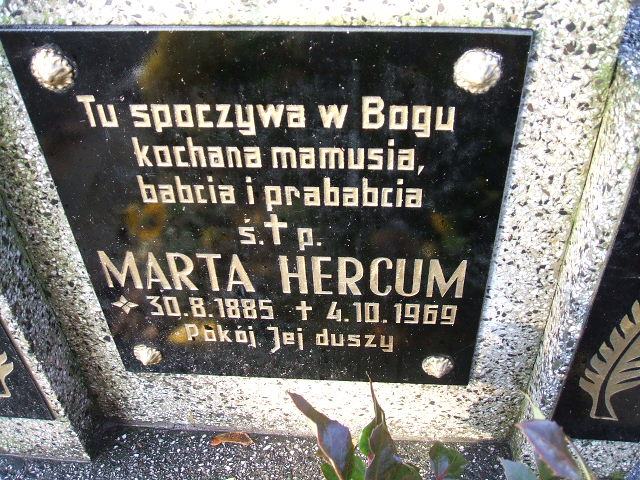 Tu spoczywa w Bogu
kochana mamusia,
babcia i prababcia
ś.†p.
MARTA HERCUM
* 30.8.1885 † 4.10.1969
Pokój Jej duszy